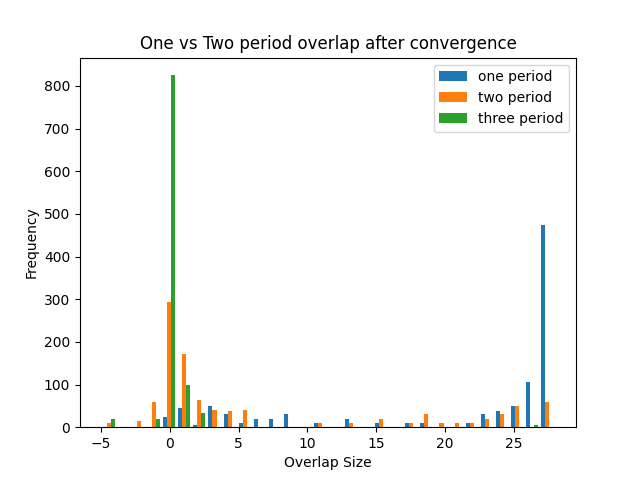 One vs Two period overlap after convergence
one period
two period
three period
800
700
600
500
400
300
200
100
0
Frequency
−5 0 5 10 15 20 25
Overlap Size